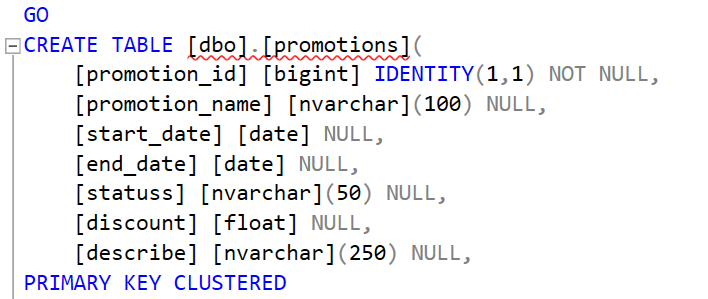 GO
CREATE TABLE [dbo].[promotions](
[promotion_id] [bigint] IDENTITY(1,1) NOT NULL,
[promotion_name] [nvarchar](100) NULL,
[start_date] [date] NULL,
[end_date] [date] NULL,
[statuss] [nvarchar](50) NULL,
[discount] [float] NULL,
[describe] [nvarchar](250) NULL,
PRIMARY KEY CLUSTERED